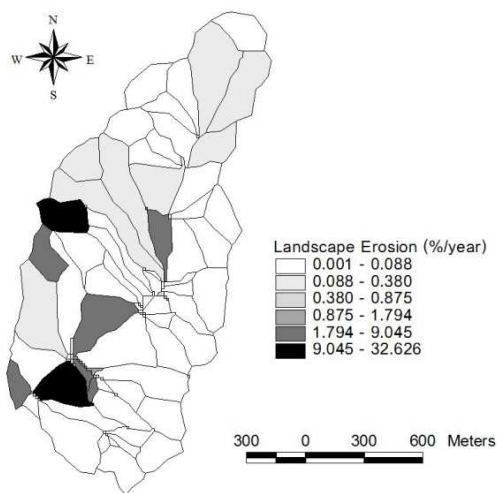 N
W E
S
Landscape Erosion (%/year)
0.001 - 0.088
0.088 - 0.380
0.380 - 0.875
0.875 - 1.794
1.794 - 9.045
9.045 - 32.626
300 0 300 600 Meters